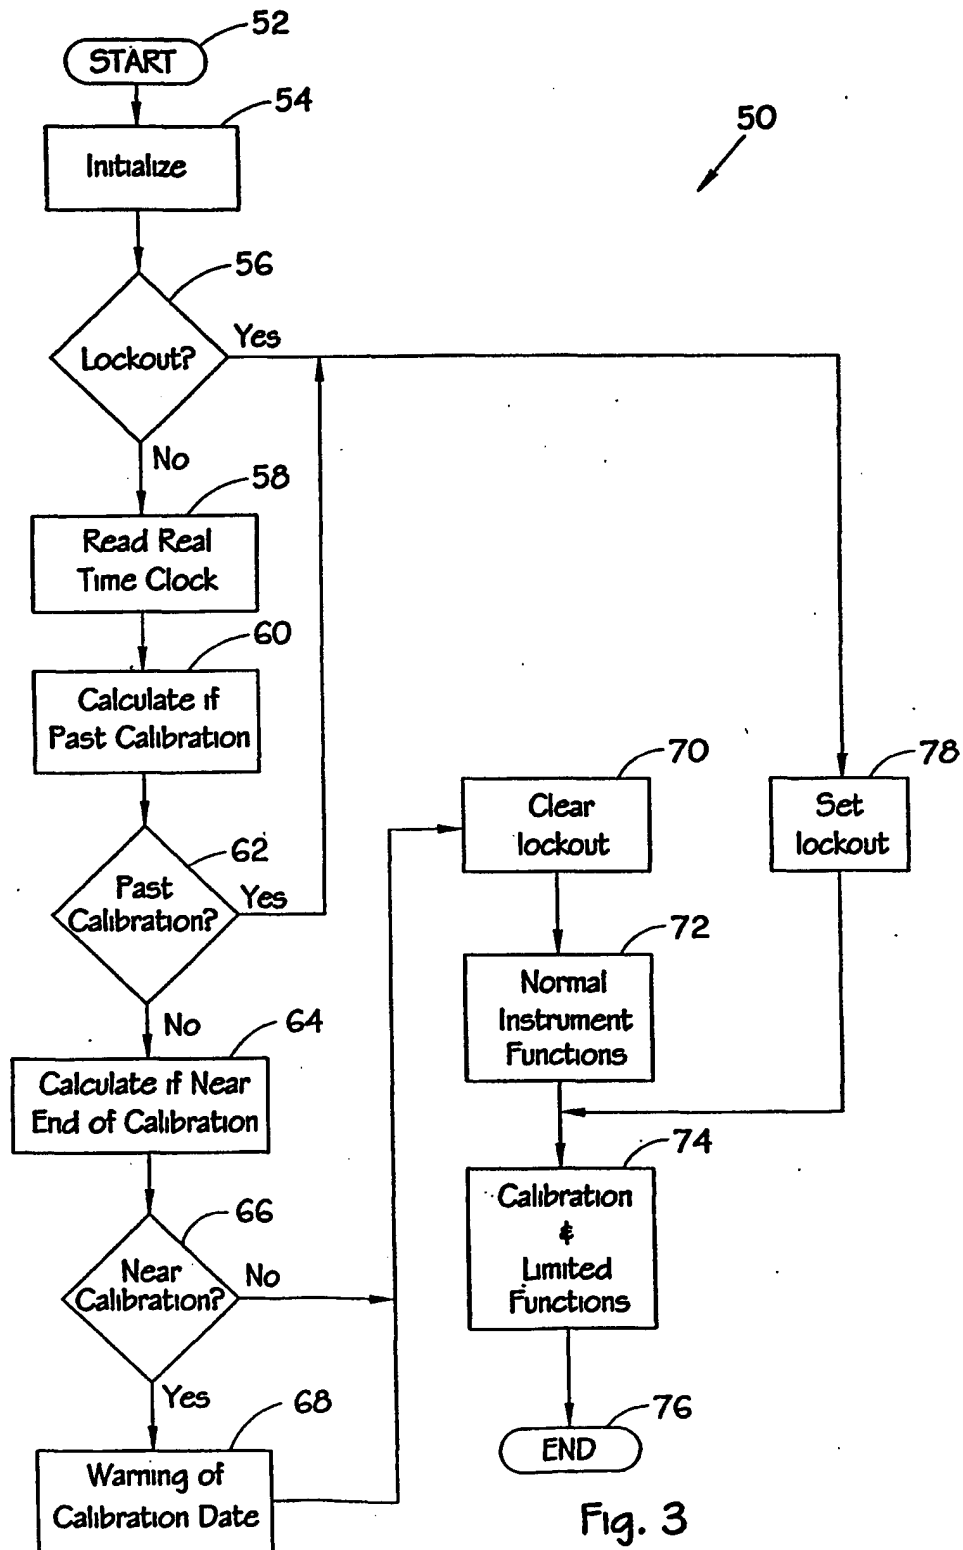 52
START
54
Initialize
50
56
Lockout?
Yes
No
58
Read Real
Time Clock
60
Calculate if
Past Calibration
62
Past
Calibration?
Yes
No
64
Calculate if Near
End of Calibration
66
Near
Calibration?
No
Yes
68
Warning of
Calibration Date
70
Clear
lockout
72
Normal
Instrument
Functions
78
Set
lockout
74
Calibration
&
Limited
Functions
76
END
Fig. 3